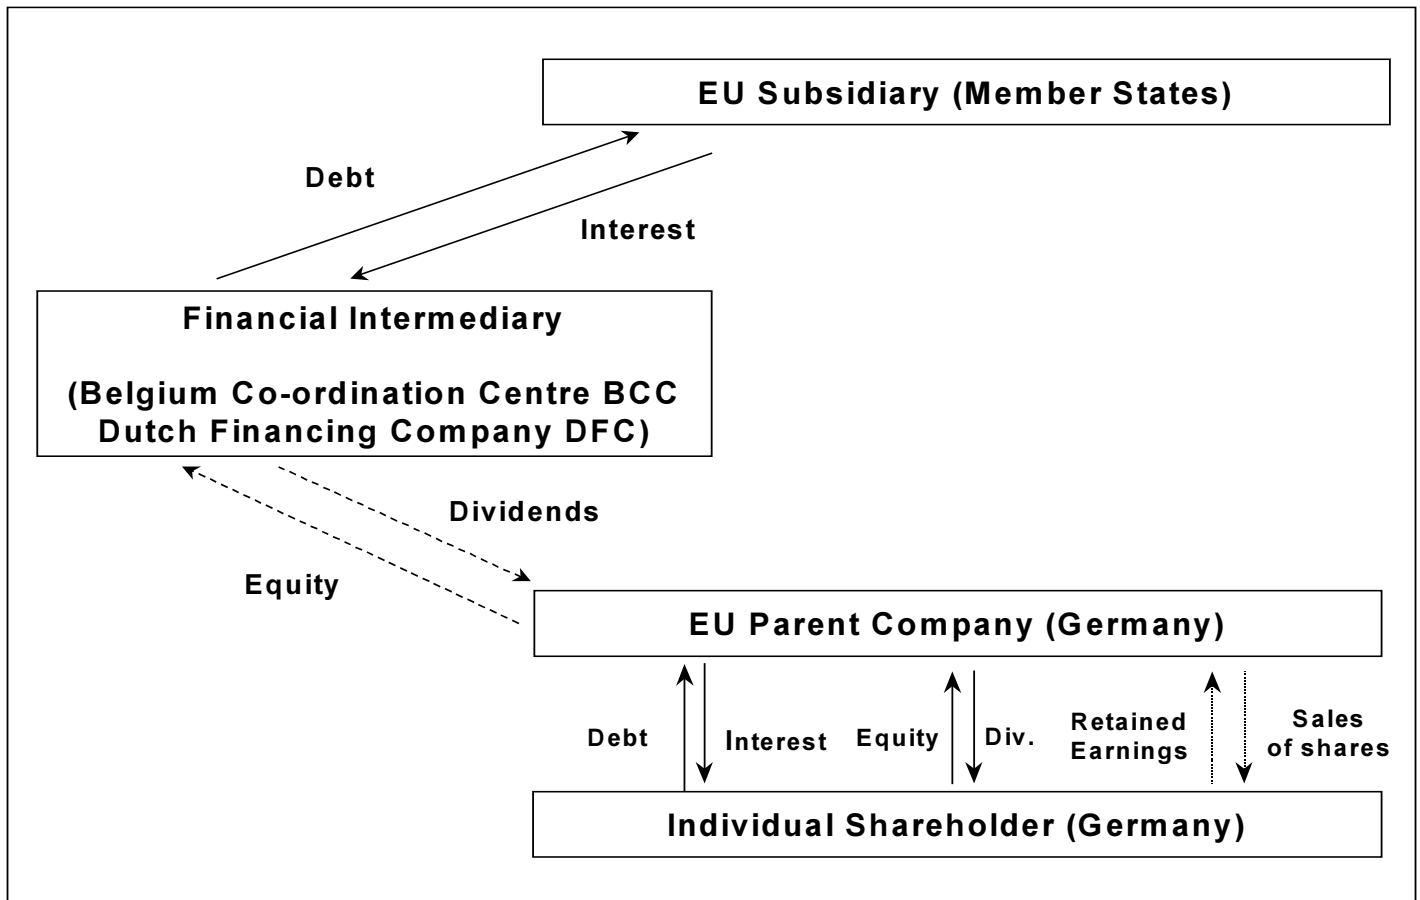 EU Subsidiary (Member States)
Debt
Interest
Financial Intermediary
(Belgium Co-ordination Centre BCC
Dutch Financing Company DFC)
Dividends
Equity
EU Parent Company (Germany)
Debt
Interest
Equity
Div.
Retained
Earnings
Sales
of shares
Individual Shareholder (Germany)